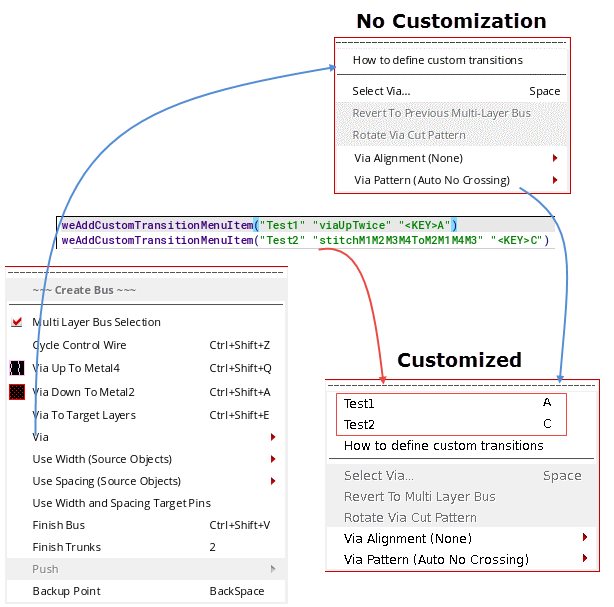 No Customization
How to define custom transitions
Select Via... Space
Revert To Previous Multi-Layer Bus
Rotate Via Cut Pattern
Via Alignment (None)
Via Pattern (Auto No Crossing)
weAddCustomTransitionMenuItem("Test1" "viaUpTwice" "<KEY>A")
weAddCustomTransitionMenuItem("Test2" "stitchM1M2M3M4ToM2M1M4M3" "<KEY>C")
~~~ Create Bus ~~~
Multi Layer Bus Selection
Cycle Control Wire Ctrl+Shift+Z
Via Up To Metal4 Ctrl+Shift+Q
Via Down To Metal2 Ctrl+Shift+A
Via To Target Layers Ctrl+Shift+E
Via
Use Width (Source Objects)
Use Spacing (Source Objects)
Use Width and Spacing Target Pins
Finish Bus Ctrl+Shift+V
Finish Trunks 2
Push
Backup Point BackSpace
Customized
Test1 A
Test2 C
How to define custom transitions
Select Via... Space
Revert To Multi Layer Bus
Rotate Via Cut Pattern
Via Alignment (None)
Via Pattern (Auto No Crossing)